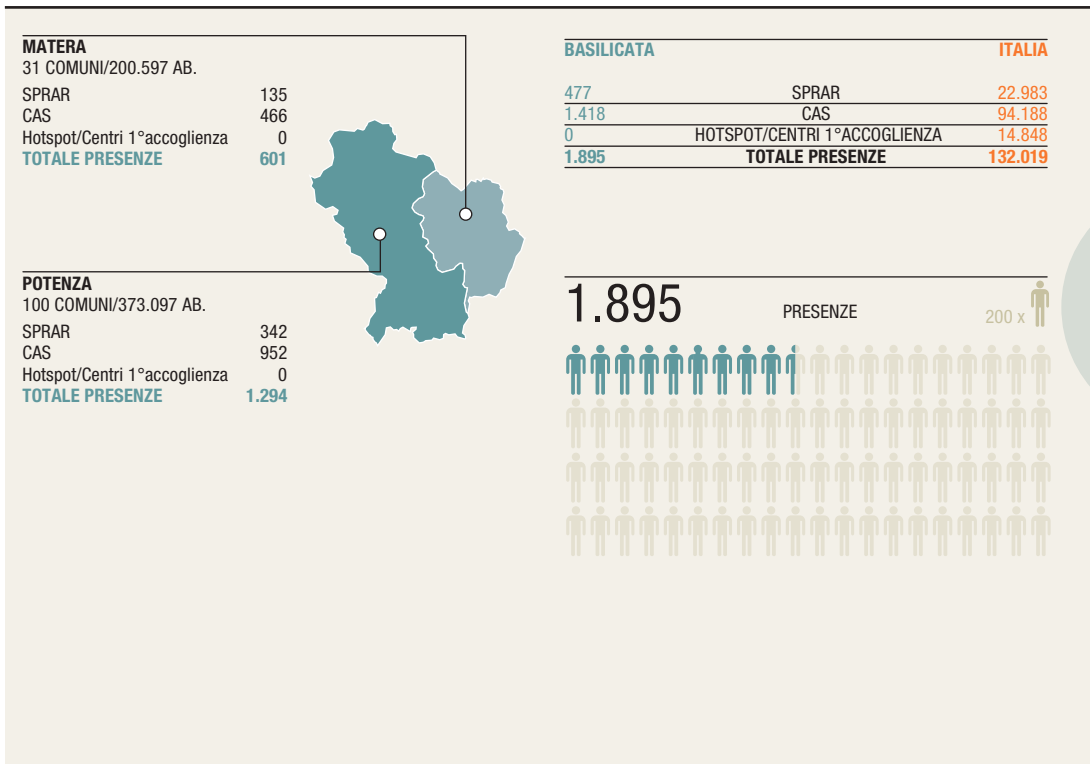 MATERA
31 COMUNI/200.597 AB.
SPRAR 135
CAS 466
Hotspot/Centri 1°accoglienza 0
TOTALE PRESENZE 601
POTENZA
100 COMUNI/373.097 AB.
SPRAR 342
CAS 952
Hotspot/Centri 1°accoglienza 0
TOTALE PRESENZE 1.294
BASILICATA ITALIA
477 SPRAR 22.983
1.418 CAS 94.188
0 HOTSPOT/CENTRI 1°ACCOGLIENZA 14.848
1.895 TOTALE PRESENZE 132.019
1.895 PRESENZE 200 x